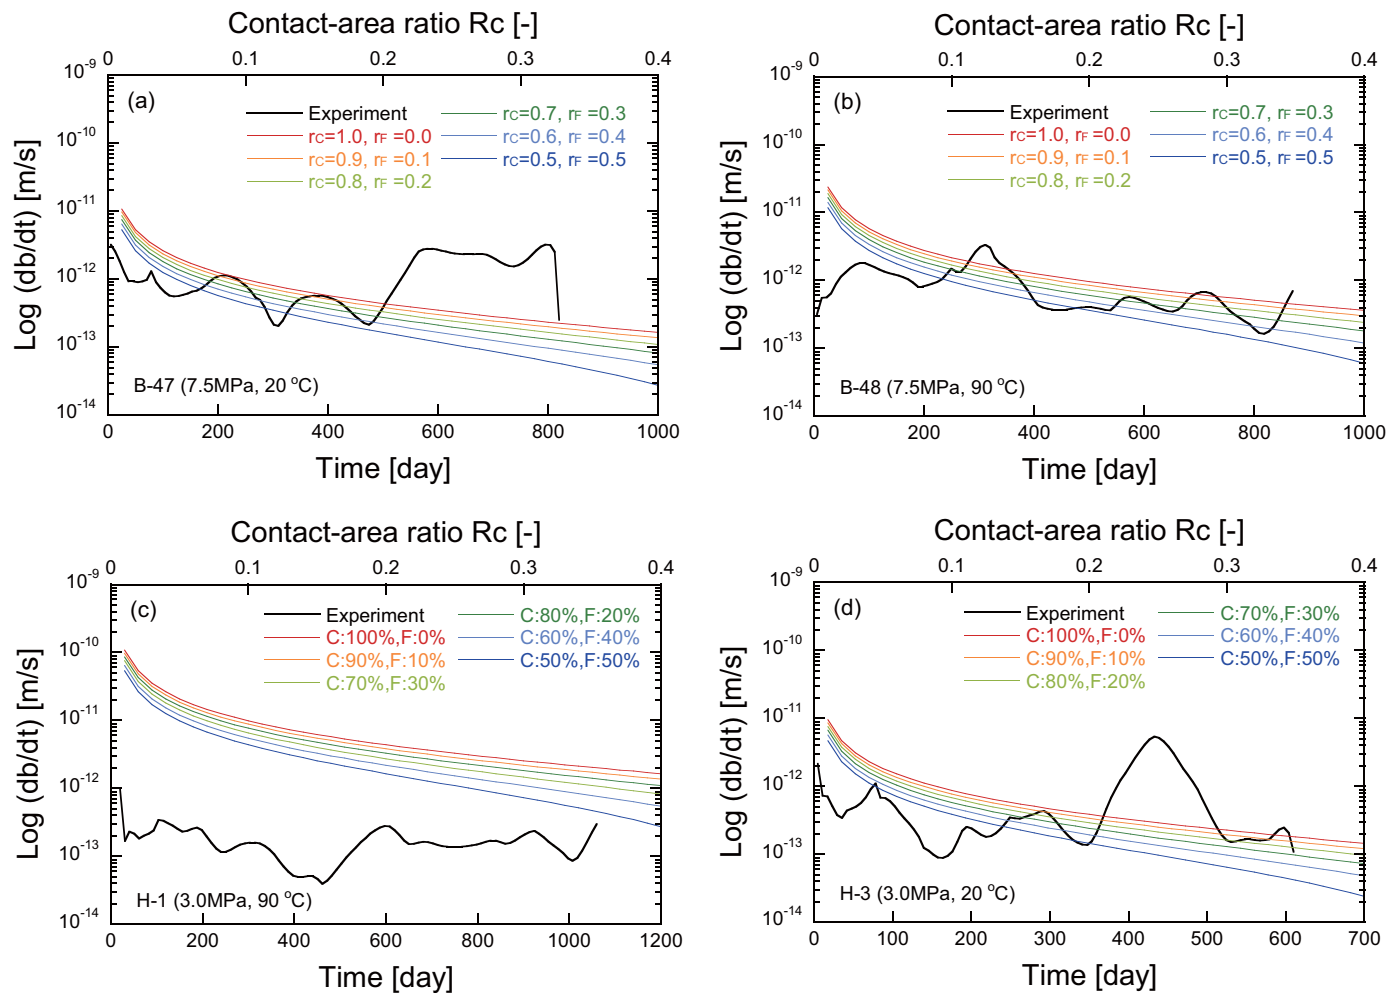 Contact-area ratio Rc [-]
0 0.1 0.2 0.3 0.4
(a)
Experiment
rC=1.0, rF =0.0
rC=0.9, rF =0.1
rC=0.8, rF =0.2
rC=0.7, rF =0.3
rC=0.6, rF =0.4
rC=0.5, rF =0.5
10-9
10-10
10-11
10-12
10-13
10-14
Log (db/dt) [m/s]
B-47 (7.5MPa, 20 oC)
0 200 400 600 800 1000
Time [day]
Contact-area ratio Rc [-]
0 0.1 0.2 0.3 0.4
(b)
Experiment
rC=1.0, rF =0.0
rC=0.9, rF =0.1
rC=0.8, rF =0.2
rC=0.7, rF =0.3
rC=0.6, rF =0.4
rC=0.5, rF =0.5
10-9
10-10
10-11
10-12
10-13
10-14
Log (db/dt) [m/s]
B-48 (7.5MPa, 90 oC)
0 200 400 600 800 1000
Time [day]
Contact-area ratio Rc [-]
0 0.1 0.2 0.3 0.4
(c)
Experiment
C:100%,F:0%
C:90%,F:10%
C:70%,F:30%
C:80%,F:20%
C:60%,F:40%
C:50%,F:50%
10-9
10-10
10-11
10-12
10-13
10-14
Log (db/dt) [m/s]
H-1 (3.0MPa, 90 oC)
0 200 400 600 800 1000 1200
Time [day]
Contact-area ratio Rc [-]
0 0.1 0.2 0.3 0.4
(d)
Experiment
C:100%,F:0%
C:90%,F:10%
C:80%,F:20%
C:70%,F:30%
C:60%,F:40%
C:50%,F:50%
10-9
10-10
10-11
10-12
10-13
10-14
Log (db/dt) [m/s]
H-3 (3.0MPa, 20 oC)
0 100 200 300 400 500 600 700
Time [day]